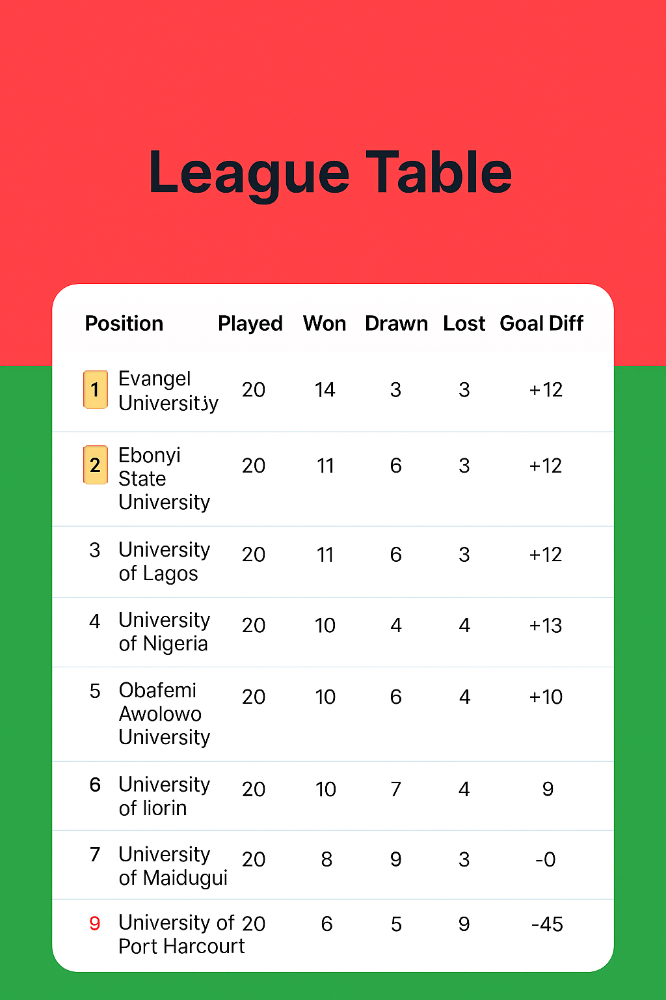 League Table
Position Played Won Drawn Lost Goal Diff
1 Evangel 20 14 3 3 +12
2 Ebonyi 20 11 6 3 +12
State
University
3 University 20 11 6 3 +12
of Lagos
4 University 20 10 4 4 +13
of Nigeria
5 Obafemi 20 10 6 4 +10
Awolowo
University
6 University 20 10 7 4 9
of liorin
7 University 20 8 9 3 -0
of Maidugui
9 University of 20 6 5 9 -45
Port Harcourt